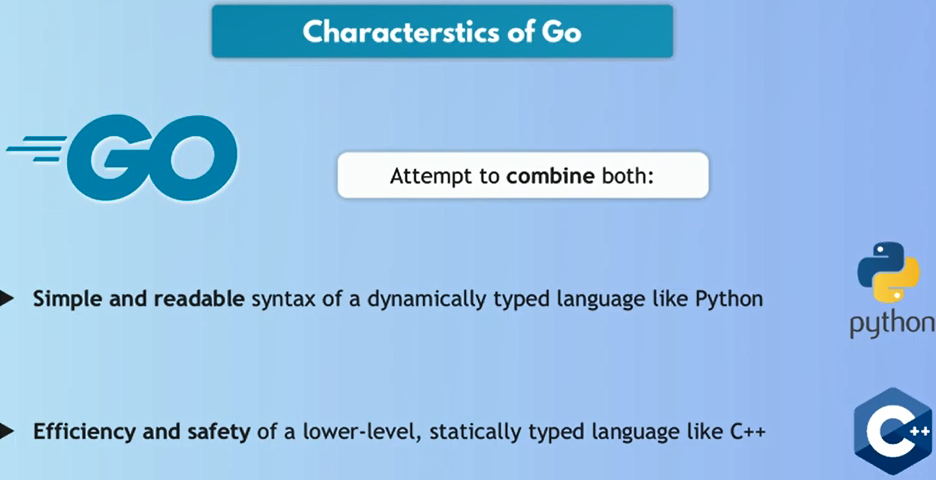 Characterstics of Go
GO
Attempt to combine both:
Simple and readable syntax of a dynamically typed language like Python
python
Efficiency and safety of a lower-level, statically typed language like C++
C++